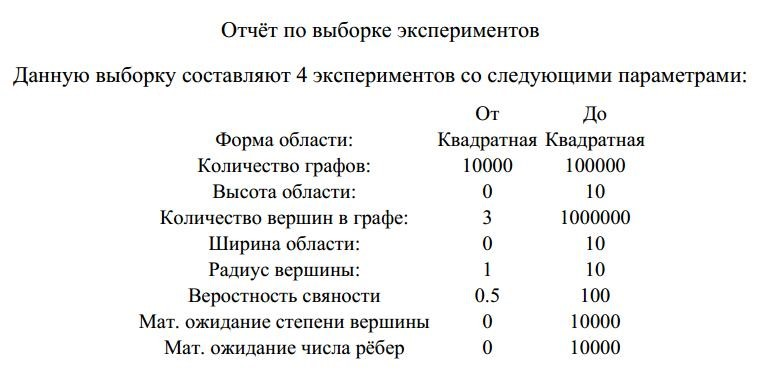 Отчёт по выборке экспериментов
Данную выборку составляют 4 экспериментов со следующими параметрами:
От До
Форма области: Квадратная Квадратная
Количество графов: 10000 100000
Высота области: 0 10
Количество вершин в графе: 3 1000000
Ширина области: 0 10
Радиус вершины: 1 10
Веростность свяности 0.5 100
Мат. ожидание степени вершины 0 10000
Мат. ожидание числа рёбер 0 10000